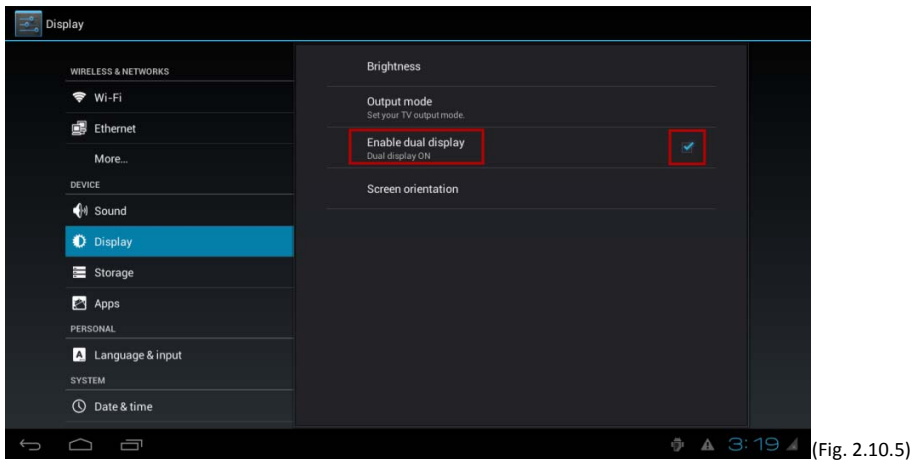 Display
WIRELESS & NETWORKS
Wi-Fi
Ethernet
More...
DEVICE
Sound
Display
Storage
Apps
PERSONAL
Language & input
SYSTEM
Date & time
Brightness
Output mode
Set your TV output mode.
Enable dual display
Dual display ON
Screen orientation
3:19
(Fig. 2.10.5)